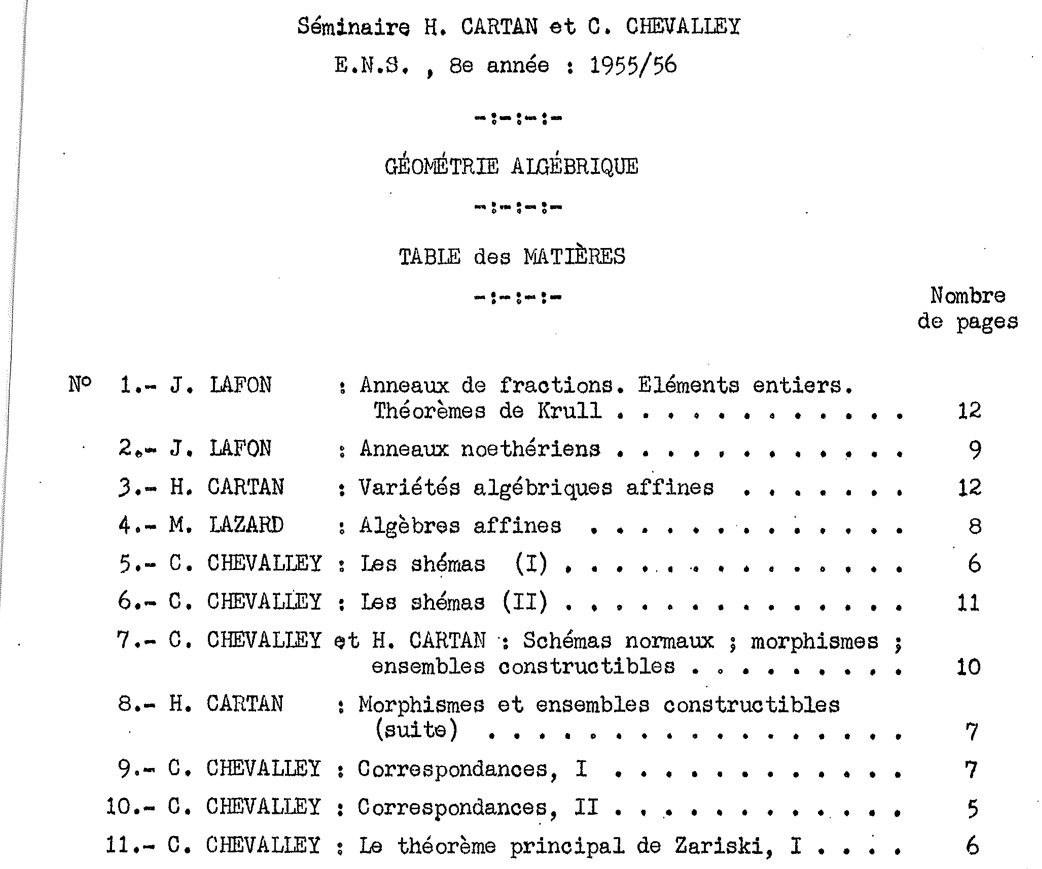 Séminaire H. CARTAN et C. CHEVALLEY
E.N.S. , 8e année : 1955/56
-:-:-:-
GÉOMÉTRIE ALGÉBRIQUE
-:-:-:-
TABLE des MATIÈRES
-:-:-:-
Nombre
de pages
Nº 1.- J. LAFON : Anneaux de fractions. Eléments entiers.
Théorèmes de Krull . . . . . . . . . . . . 12
2.- J. LAFON : Anneaux noethériens . . . . . . . . . . . . 9
3.- H. CARTAN : Variétés algébriques affines . . . . . . . 12
4.- M. LAZARD : Algèbres affines . . . . . . . . . . . . . 8
5.- C. CHEVALLEY : Les shémas (I) . . . . . . . . . . . . . . 6
6.- C. CHEVALLEY : Les shémas (II) . . . . . . . . . . . . . . 11
7.- C. CHEVALLEY et H. CARTAN : Schémas normaux ; morphismes ;
ensembles constructibles . . . . . . . . . 10
8.- H. CARTAN : Morphismes et ensembles constructibles
(suite) . . . . . . . . . . . . . . . . . 7
9.- C. CHEVALLEY : Correspondances, I . . . . . . . . . . . . 7
10.- C. CHEVALLEY : Correspondances, II . . . . . . . . . . . . 5
11.- C. CHEVALLEY : Le théorème principal de Zariski, I . . . . 6